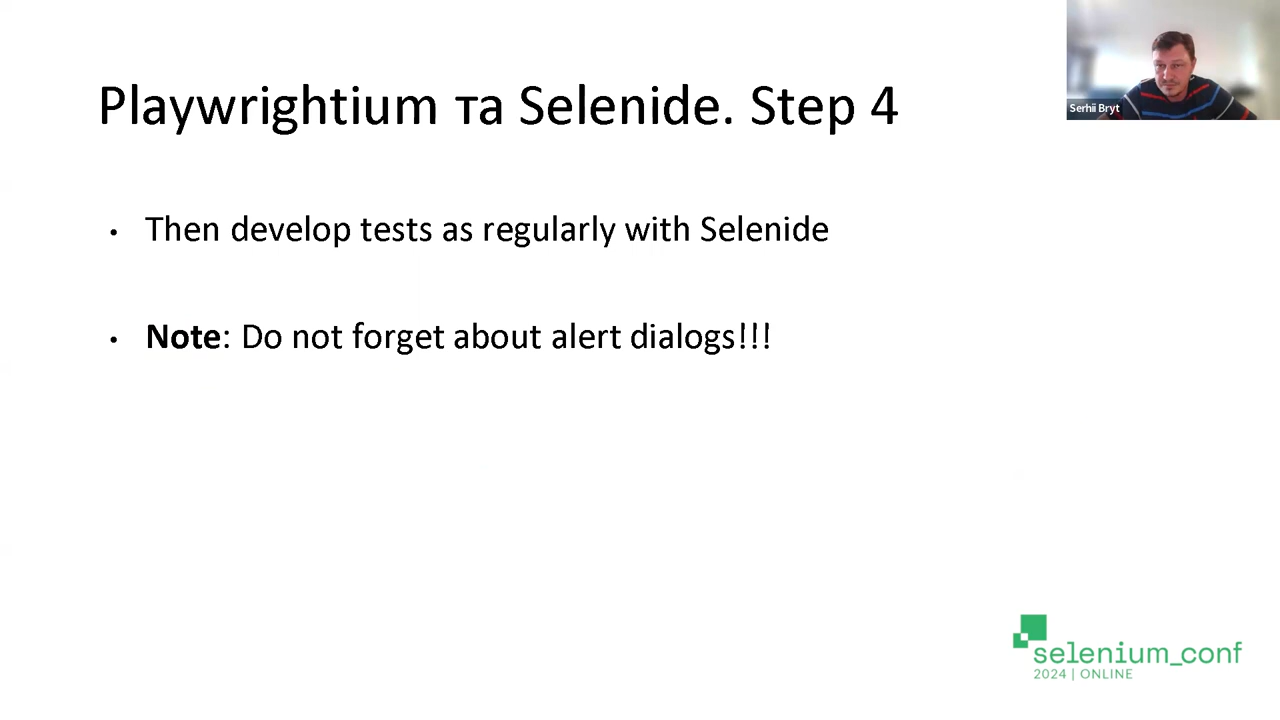 Playwrightium та Selenide. Step 4
Serhii Bryt
• Then develop tests as regularly with Selenide
• Note: Do not forget about alert dialogs!!!
selenium_conf
2024 | ONLINE